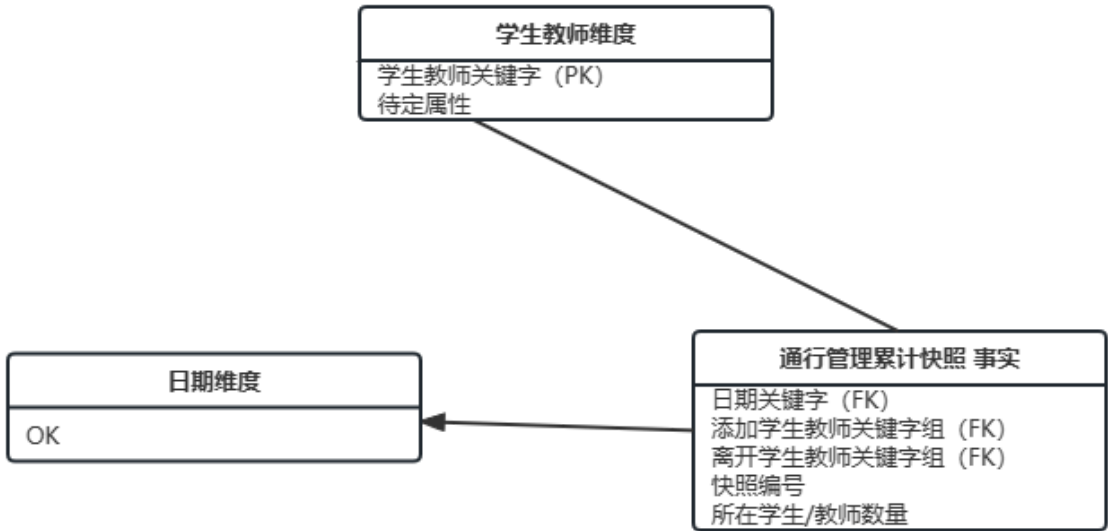 学生教师维度
学生教师关键字（PK）
待定属性
日期维度
OK
通行管理累计快照 事实
日期关键字（FK）
添加学生教师关键字组（FK）
离开学生教师关键字组（FK）
快照编号
所在学生/教师数量